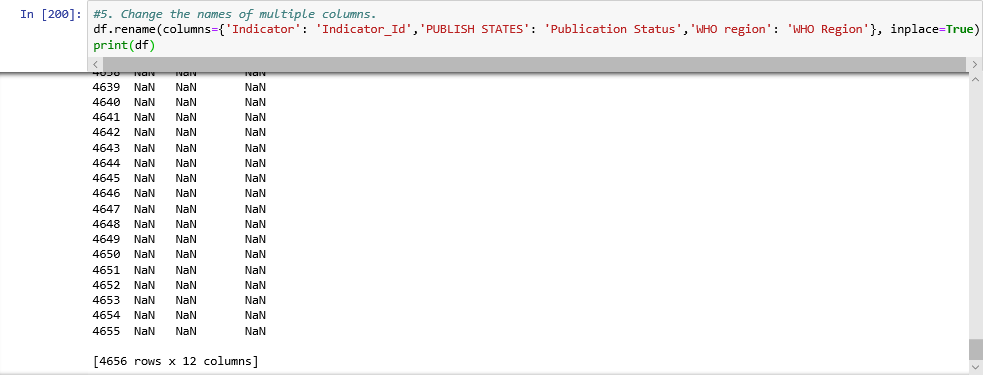 In [200]: #5. Change the names of multiple columns.
df.rename(columns={'Indicator': 'Indicator_Id','PUBLISH STATES': 'Publication Status','WHO region': 'WHO Region'}, inplace=True)
print(df)
4638 NaN NaN NaN
4639 NaN NaN NaN
4640 NaN NaN NaN
4641 NaN NaN NaN
4642 NaN NaN NaN
4643 NaN NaN NaN
4644 NaN NaN NaN
4645 NaN NaN NaN
4646 NaN NaN NaN
4647 NaN NaN NaN
4648 NaN NaN NaN
4649 NaN NaN NaN
4650 NaN NaN NaN
4651 NaN NaN NaN
4652 NaN NaN NaN
4653 NaN NaN NaN
4654 NaN NaN NaN
4655 NaN NaN NaN
[4656 rows x 12 columns]